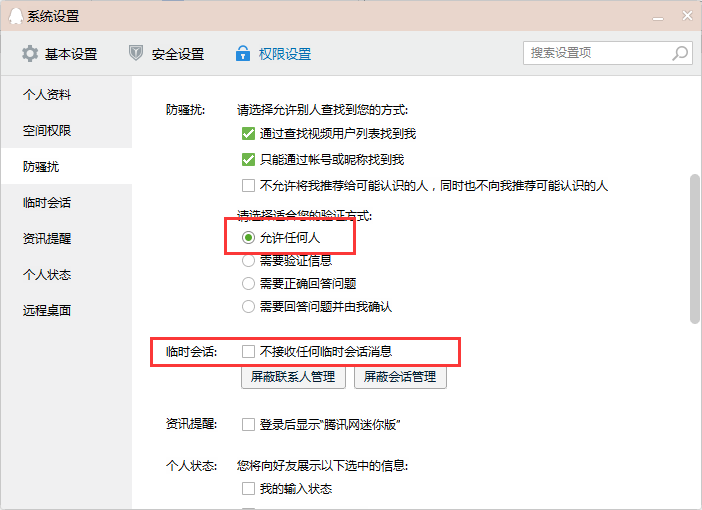 系统设置
基本设置
安全设置
权限设置
搜索设置项
个人资料
空间权限
防骚扰
临时会话
资讯提醒
个人状态
远程桌面
防骚扰:
请选择允许别人查找到您的方式:
通过查找视频用户列表找到我
只能通过帐号或昵称找到我
不允许将我推荐给可能认识的人，同时也不向我推荐可能认识的人
请选择适合您的验证方式:
允许任何人
需要验证信息
需要正确回答问题
需要回答问题并由我确认
临时会话:
不接收任何临时会话消息
屏蔽联系人管理
屏蔽会话管理
资讯提醒:
登录后显示“腾讯网迷你版”
个人状态:
您将向好友展示以下选中的信息:
我的输入状态